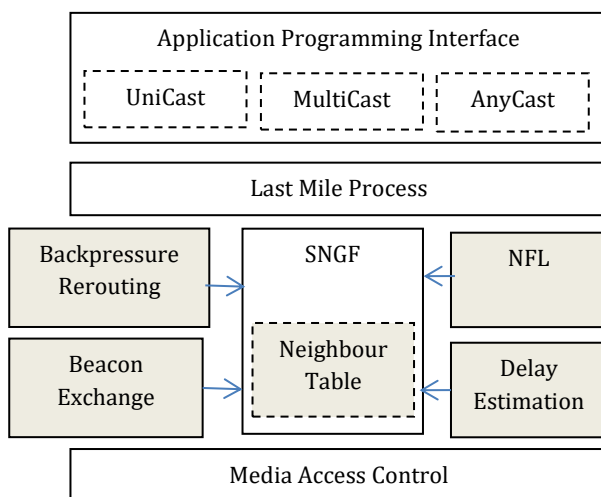 Application Programming Interface
UniCast
MultiCast
AnyCast
Last Mile Process
Backpressure
Rerouting
SNGF
NFL
Beacon
Exchange
Neighbour
Table
Delay
Estimation
Media Access Control